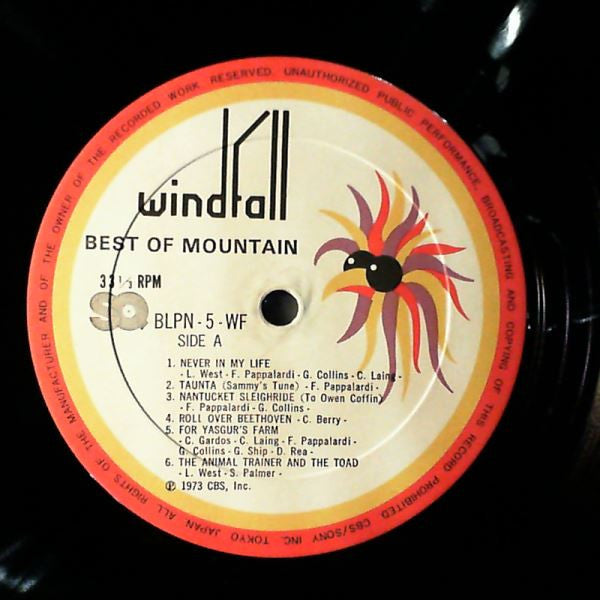 ALL RIGHTS OF THE MANUFACTURER AND OF THE OWNER OF THE RECORDED WORK RESERVED. UNAUTHORIZED PUBLIC PERFORMANCE, BROADCASTING AND COPYING OF THIS RECORD PROHIBITED. CBS/SONY INC. TOKYO JAPAN
windfall
BEST OF MOUNTAIN
33 1/3 RPM
BLPN-5-WF
SIDE A
1. NEVER IN MY LIFE
- L. West - F. Pappalardi - G. Collins - C. Laing -
2. TAUNTA (Sammy's Tune) - F. Pappalardi -
3. NANTUCKET SLEIGHRIDE (To Owen Coffin)
- F. Pappalardi - G. Collins -
4. ROLL OVER BEETHOVEN - C. Berry -
5. FOR YASGUR'S FARM
- C. Gardos - C. Laing - F. Pappalardi -
G. Collins - G. Ship - D. Rea -
6. THE ANIMAL TRAINER AND THE TOAD
- L. West - S. Palmer -
℗ 1973 CBS, Inc.